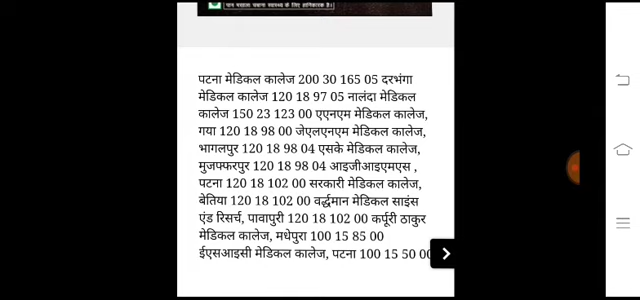 पान मसाला चबाना स्वास्थ्य के लिए हानिकारक है।
पटना मेडिकल कालेज 200 30 165 05 दरभंगा
मेडिकल कालेज 120 18 97 05 नालंदा मेडिकल
कालेज 150 23 123 00 एएनएम मेडिकल कालेज,
गया 120 18 98 00 जेएलएनएम मेडिकल कालेज,
भागलपुर 120 18 98 04 एसके मेडिकल कालेज,
मुजफ्फरपुर 120 18 98 04 आइजीआइएमएस ,
पटना 120 18 102 00 सरकारी मेडिकल कालेज,
बेतिया 120 18 102 00 वर्द्धमान मेडिकल साइंस
एंड रिसर्च, पावापुरी 120 18 102 00 कर्पूरी ठाकुर
मेडिकल कालेज, मधेपुरा 100 15 85 00
ईएसआइसी मेडिकल कालेज, पटना 100 15 50 00